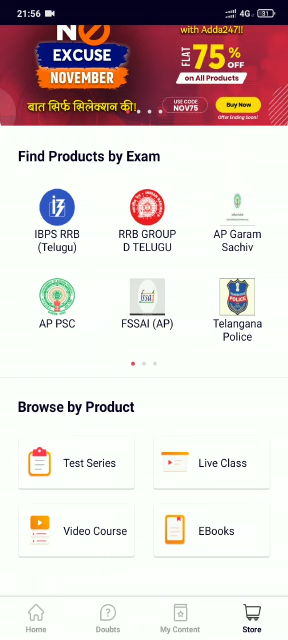 21:56
4G
31
NO
EXCUSE
NOVEMBER
बात सिर्फ सिलेक्शन की!
with Adda247!!
FLAT 75% OFF
on All Products
USE CODE
NOV75
Buy Now
Offer Ending Soon!
Find Products by Exam
IBPS RRB
(Telugu)
RRB GROUP
D TELUGU
AP Garam
Sachiv
AP PSC
FSSAI (AP)
fssai
POLICE
Telangana
Police
Browse by Product
Test Series
Live Class
Video Course
EBooks
Home
Doubts
My Content
Store